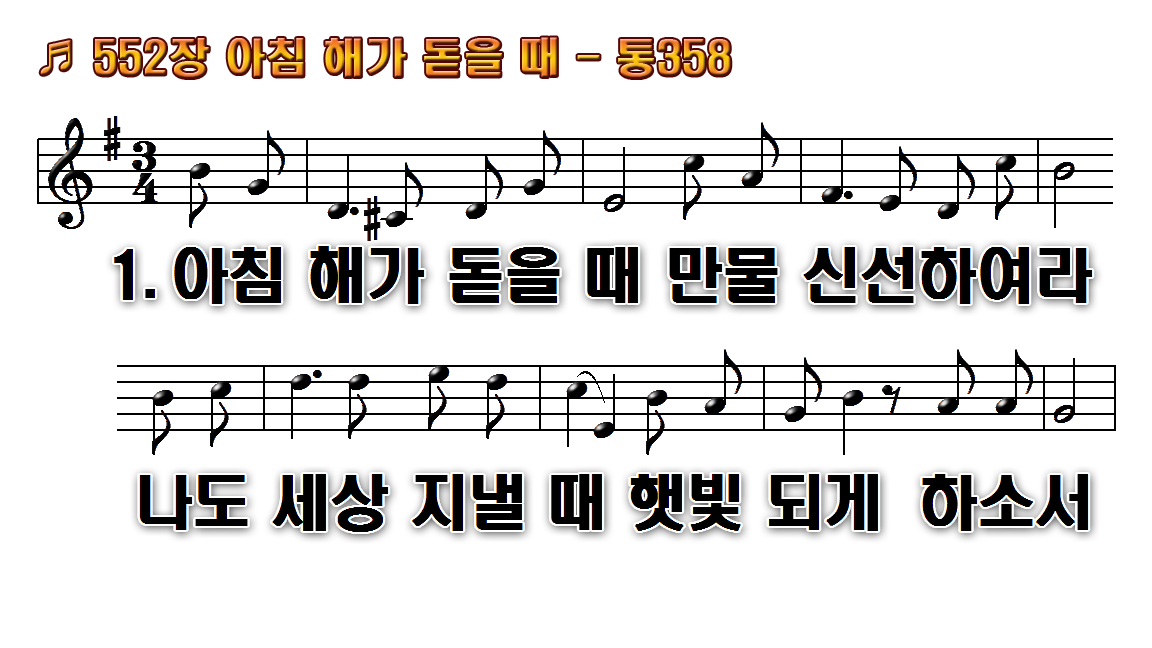 ♬ 552장 아침 해가 돋을 때 - 통358
3
4
1. 아침 해가 돋을 때 만물 신선하여라
나도 세상 지낼 때 햇빛 되게 하소서